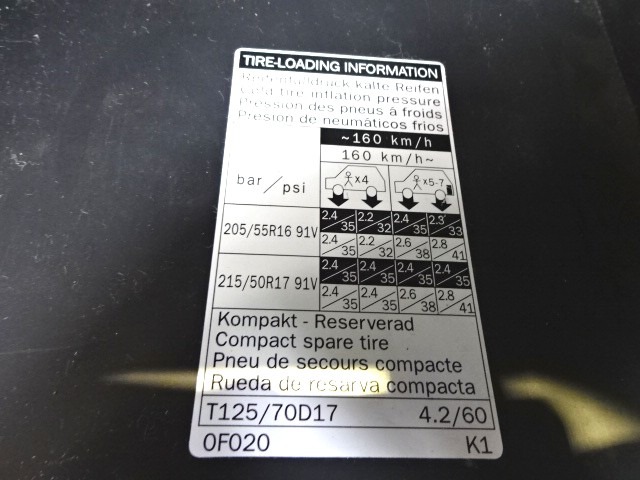 TIRE-LOADING INFORMATION
Reifenfülldruck kalte Reifen
Cold tire inflation pressure
Pression des pneus à froids
Presion de neumáticos frios
~160 km/h
160 km/h~
bar/psi
x4 x5-7
2.4/35 2.2/32 2.4/35 2.3/33
205/55R16 91V
2.4/35 2.2/32 2.6/38 2.8/41
2.4/35 2.4/35 2.4/35 2.4/35
215/50R17 91V
2.4/35 2.4/35 2.6/38 2.8/41
Kompakt - Reserverad
Compact spare tire
Pneu de secours compacte
Rueda de resarva compacta
T125/70D17 4.2/60
0F020 K1